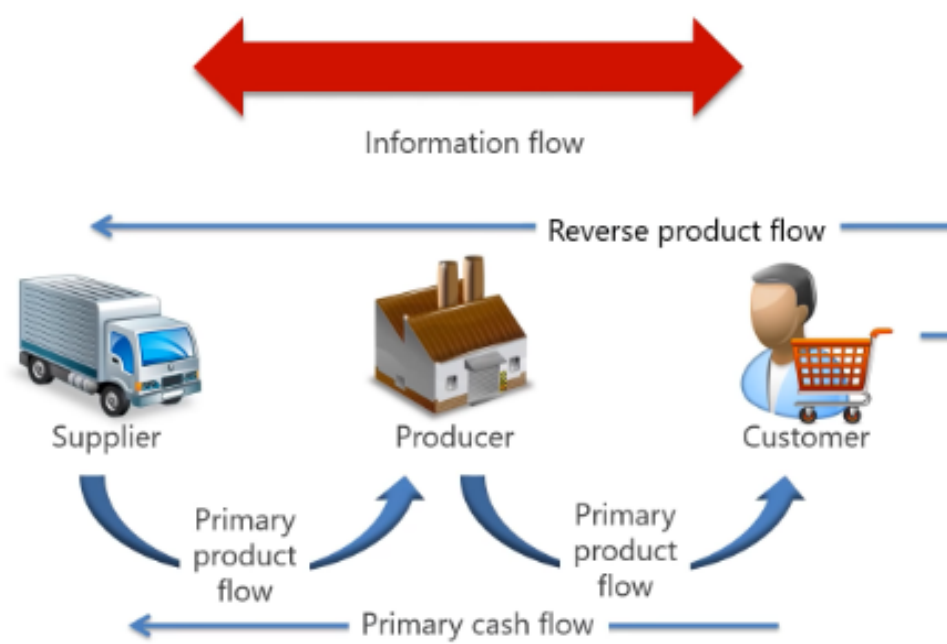 Information flow
Reverse product flow
Supplier
Producer
Customer
Primary
product
flow
Primary
product
flow
Primary cash flow